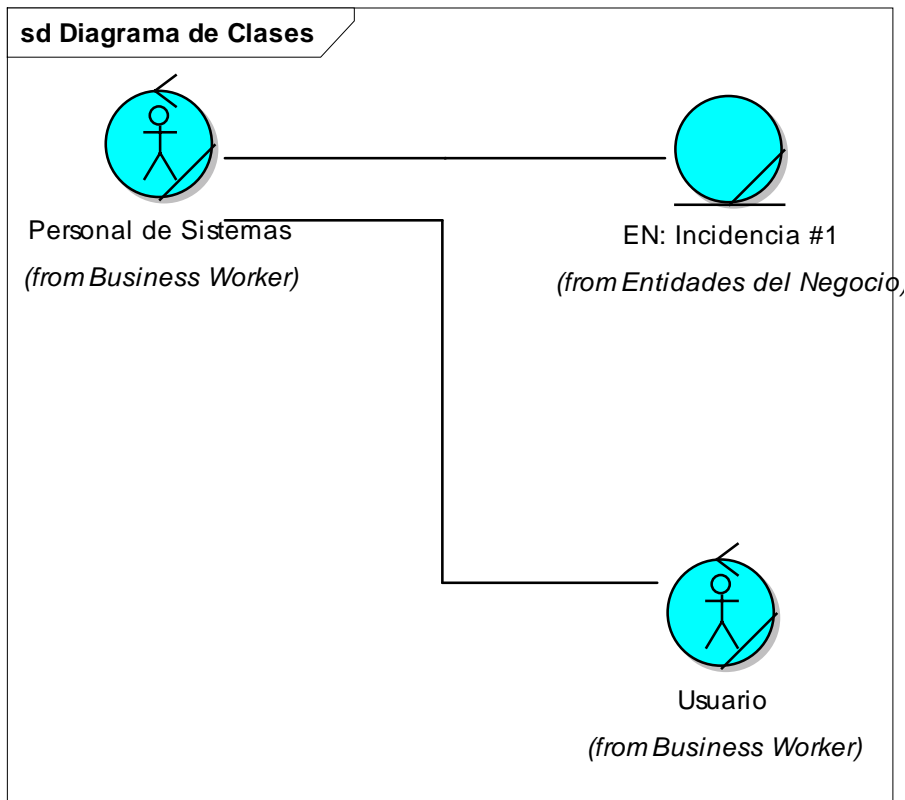 sd Diagrama de Clases
Personal de Sistemas
(from Business Worker)
EN: Incidencia #1
(from Entidades del Negocio)
Usuario
(from Business Worker)